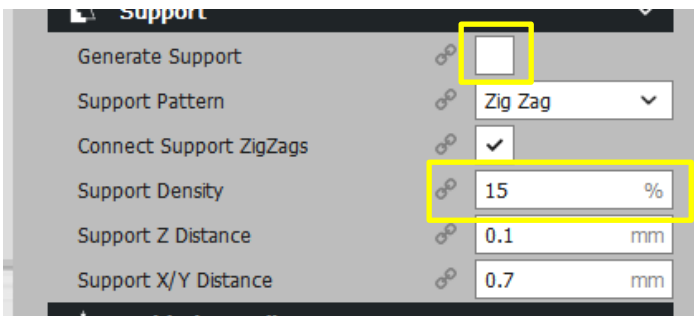 Support
Generate Support
Support Pattern Zig Zag
Connect Support ZigZags
Support Density 15 %
Support Z Distance 0.1 mm
Support X/Y Distance 0.7 mm